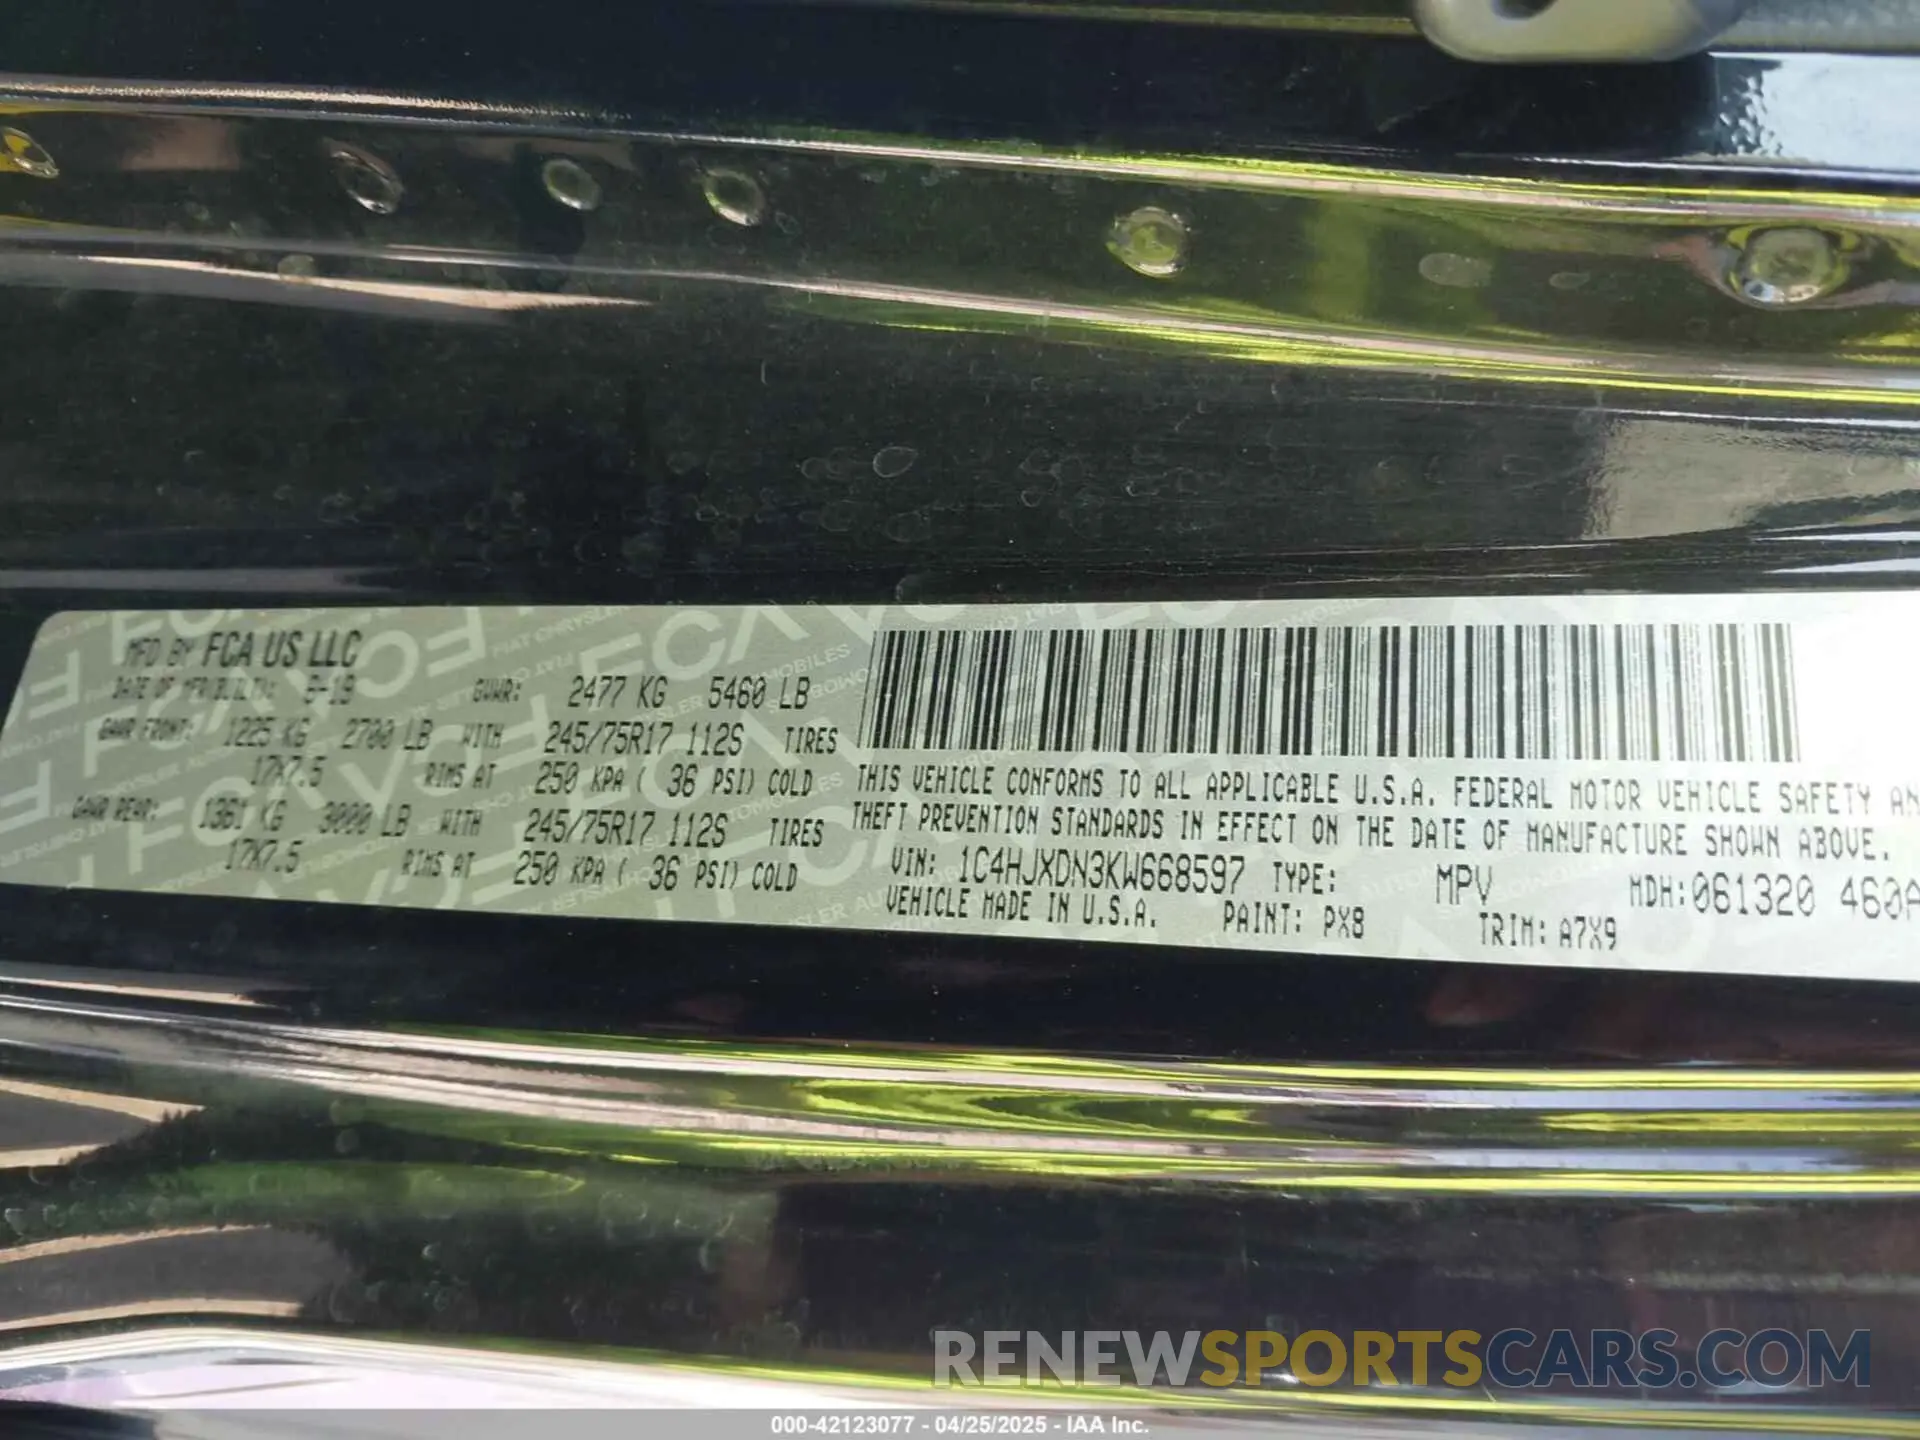 MFD BY FCA US LLC
DATE OF MFR(BUILT): 6-19 GVWR: 2477 KG 5460 LB
GAWR FRONT: 1225 KG 2700 LB WITH 245/75R17 112S TIRES
17X7.5 RIMS AT 250 KPA ( 36 PSI) COLD
GAWR REAR: 1361 KG 3000 LB WITH 245/75R17 112S TIRES
17X7.5 RIMS AT 250 KPA ( 36 PSI) COLD
THIS VEHICLE CONFORMS TO ALL APPLICABLE U.S.A. FEDERAL MOTOR VEHICLE SAFETY AN
THEFT PREVENTION STANDARDS IN EFFECT ON THE DATE OF MANUFACTURE SHOWN ABOVE.
VIN: 1C4HJXDN3KW668597 TYPE: MPV MDH:061320 460A
VEHICLE MADE IN U.S.A. PAINT: PX8 TRIM: A7X9
RENEWSPORTSCARS.COM
000-42123077 - 04/25/2025 - IAA Inc.